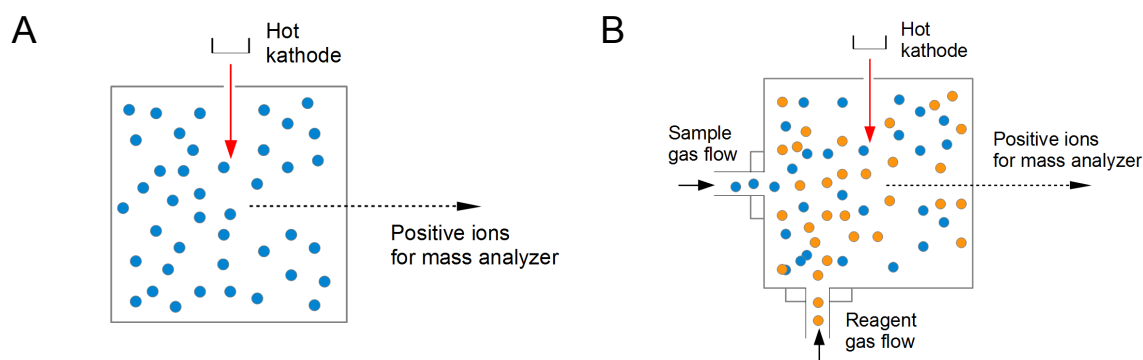 A
Hot
kathode
Positive ions
for mass analyzer
B
Hot
kathode
Sample
gas flow
Positive ions
for mass analyzer
Reagent
gas flow